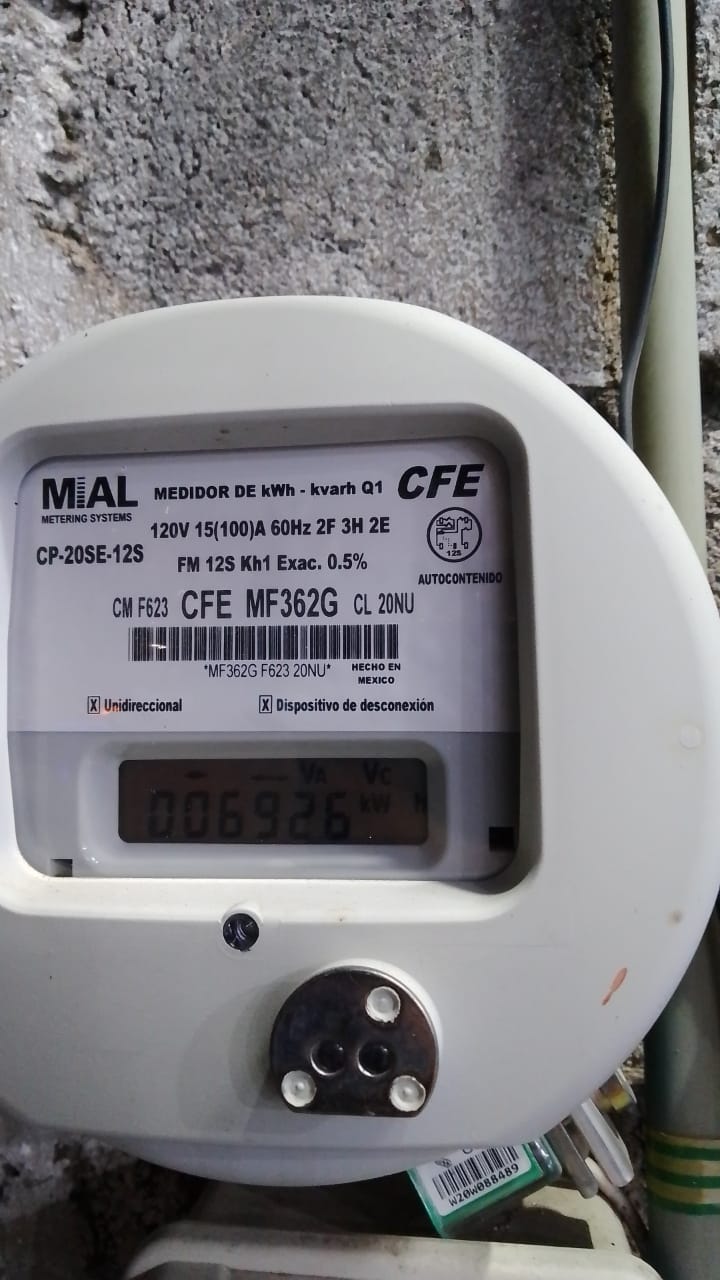 MIAL
METERING SYSTEMS
MEDIDOR DE kWh - kvarh Q1
CFE
120V 15(100)A 60Hz 2F 3H 2E
CP-20SE-12S
FM 12S Kh1 Exac. 0.5%
12S
AUTOCONTENIDO
CM F623 CFE MF362G CL 20NU
*MF362G F623 20NU*
HECHO EN
MEXICO
X Unidireccional
X Dispositivo de desconexión
VA VC
006926 kW h
W20W088489